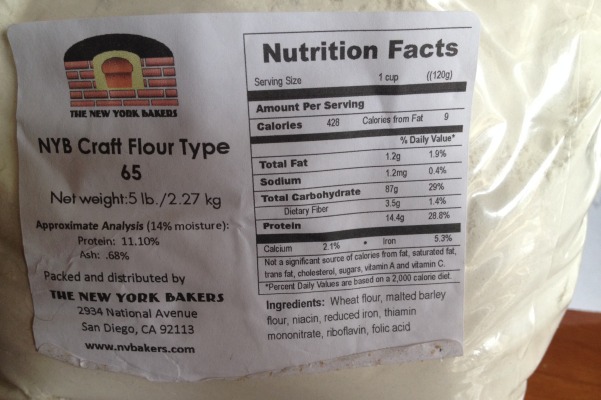 THE NEW YORK BAKERS
NYB Craft Flour Type
65
Net weight:5 lb./2.27 kg
Approximate Analysis (14% moisture):
Protein: 11.10%
Ash: .68%
Packed and distributed by
THE NEW YORK BAKERS
2934 National Avenue
San Diego, CA 92113
www.nybakers.com
Nutrition Facts
Serving Size 1 cup ((120g)
Amount Per Serving
Calories 428 Calories from Fat 9
% Daily Value*
Total Fat 1.2g 1.9%
Sodium 1.2mg 0.4%
Total Carbohydrate 87g 29%
Dietary Fiber 3.5g 1.4%
Protein 14.4g 28.8%
Calcium 2.1% • Iron 5.3%
Not a significant source of calories from fat, saturated fat,
trans fat, cholesterol, sugars, vitamin A and vitamin C.
*Percent Daily Values are based on a 2,000 calorie diet
Ingredients: Wheat flour, malted barley
flour, niacin, reduced iron, thiamin
mononitrate, riboflavin, folic acid